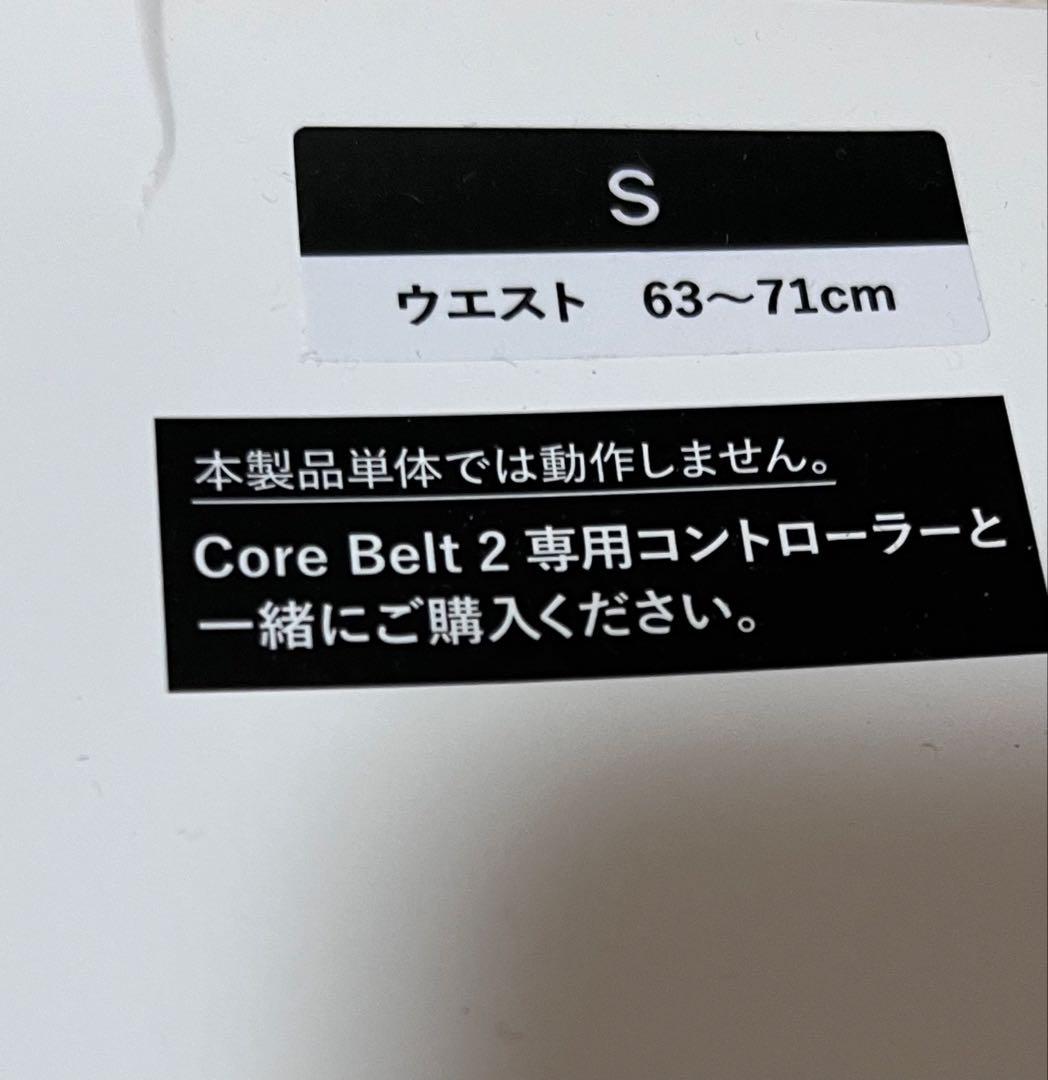 S
ウエスト 63〜71cm
本製品単体では動作しません。
Core Belt 2 専用コントローラーと
一緒にご購入ください。